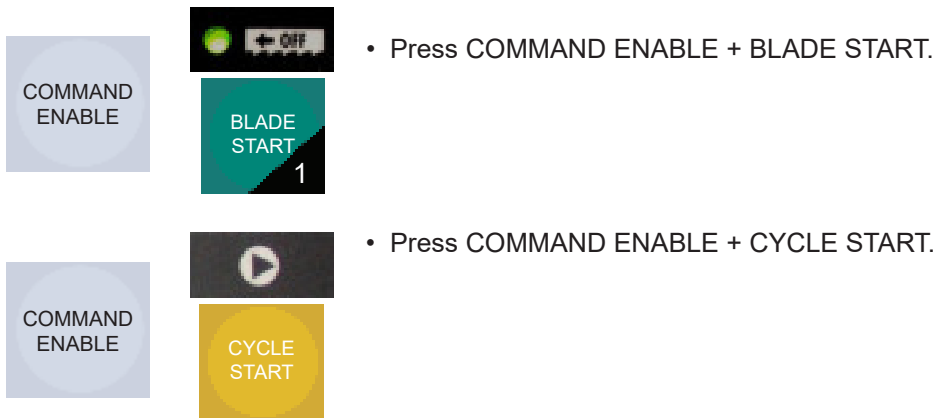 ← OFF
• Press COMMAND ENABLE + BLADE START.
COMMAND
ENABLE
BLADE
START
1
• Press COMMAND ENABLE + CYCLE START.
COMMAND
ENABLE
CYCLE
START